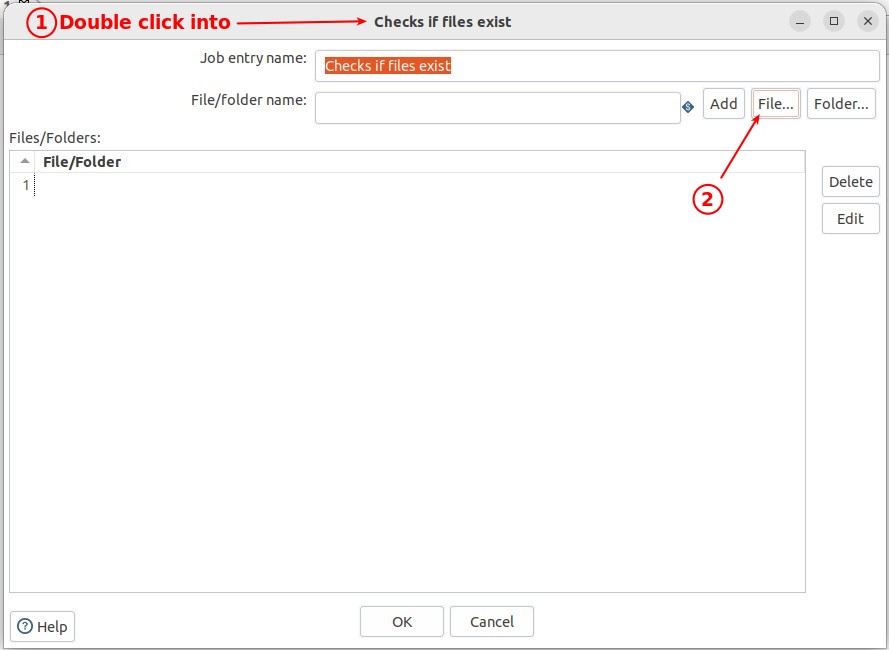 1 Double click into
Checks if files exist
Job entry name: Checks if files exist
File/folder name: Add File... Folder...
Files/Folders:
File/Folder
1
2
Delete
Edit
Help OK Cancel